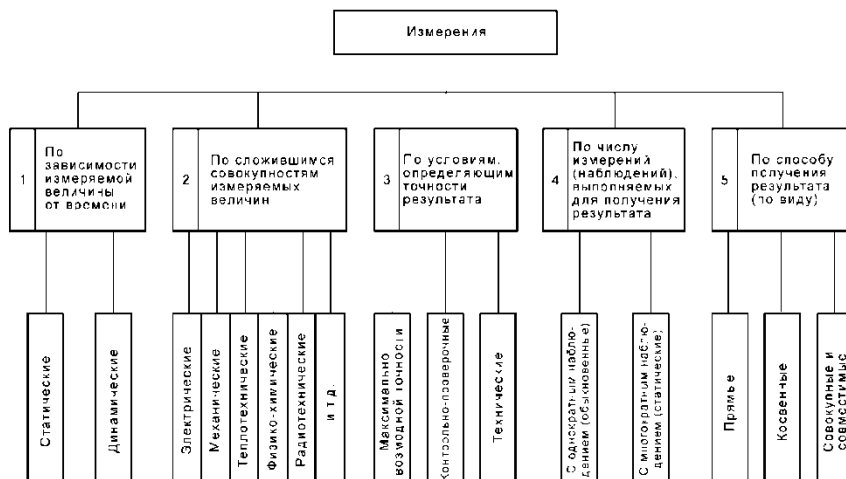 Измерения
1
По
зависимости
измеряемой
величины
от времени
2
По сложившимся
совокупностям
измеряемых
величин
3
По условиям,
определяющим
точности
результата
4
По числу
измерений
(наблюдений),
выполняемых
для получения
результата
5
По способу
получения
результата
(по виду)
Статические
Динамические
Электрические
Механические
Теплотехнические
Физико-химические
Радиотехнические
и т.д.
Максимально
возмодной точности
Контрольно-проверочные
Технические
С однократным наблю-
дением (обыкновенные)
С многократным наблю-
дением (статические)
Прямые
Косвенные
Совокупные и
совместимые